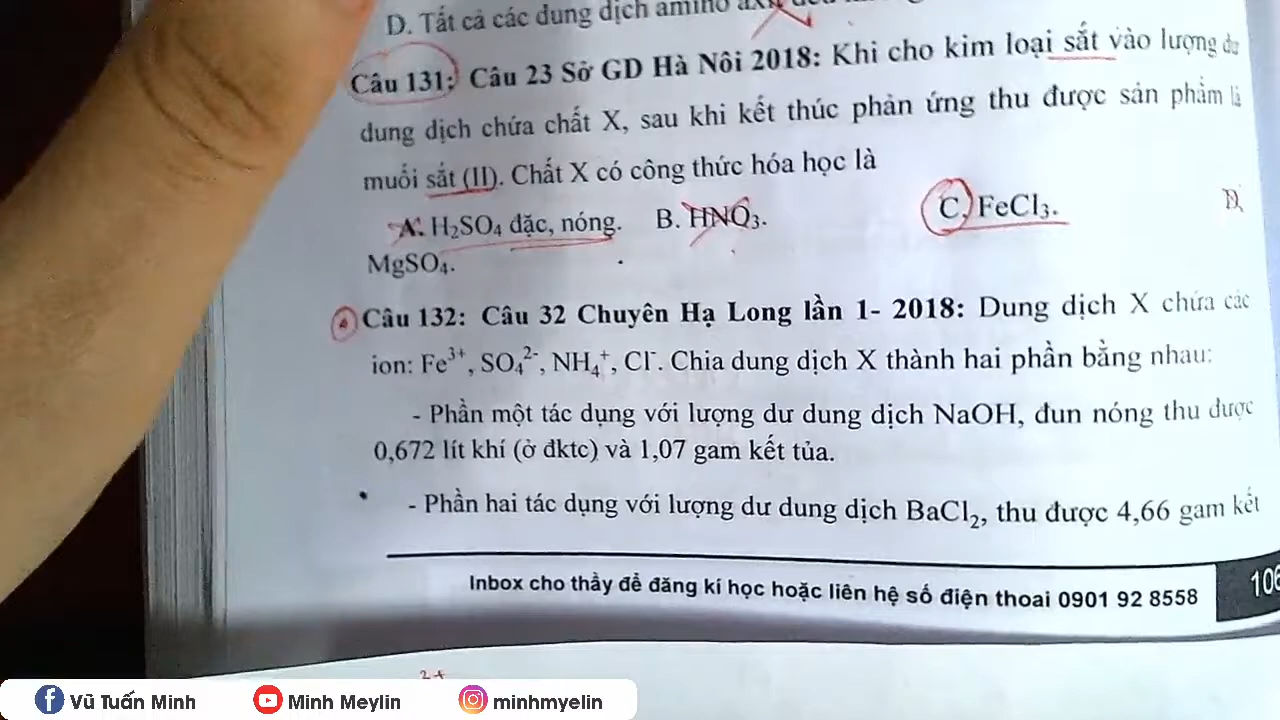 D. Tất cả các dung dịch amino axit
Câu 131: Câu 23 Sở GD Hà Nôi 2018: Khi cho kim loại sắt vào lượng dư
dung dịch chứa chất X, sau khi kết thúc phản ứng thu được sản phẩm là
muối sắt (II). Chất X có công thức hóa học là
A. H₂SO₄ đặc, nóng. B. HNO₃. C. FeCl₃. D.
MgSO₄.
Câu 132: Câu 32 Chuyên Hạ Long lần 1- 2018: Dung dịch X chứa các
ion: Fe³⁺, SO₄²⁻, NH₄⁺, Cl⁻. Chia dung dịch X thành hai phần bằng nhau:
- Phần một tác dụng với lượng dư dung dịch NaOH, đun nóng thu được
0,672 lít khí (ở đktc) và 1,07 gam kết tủa.
- Phần hai tác dụng với lượng dư dung dịch BaCl₂, thu được 4,66 gam kết
Inbox cho thầy để đăng kí học hoặc liên hệ số điện thoai 0901 92 8558
106
Vũ Tuấn Minh Minh Meylin minhmyelin